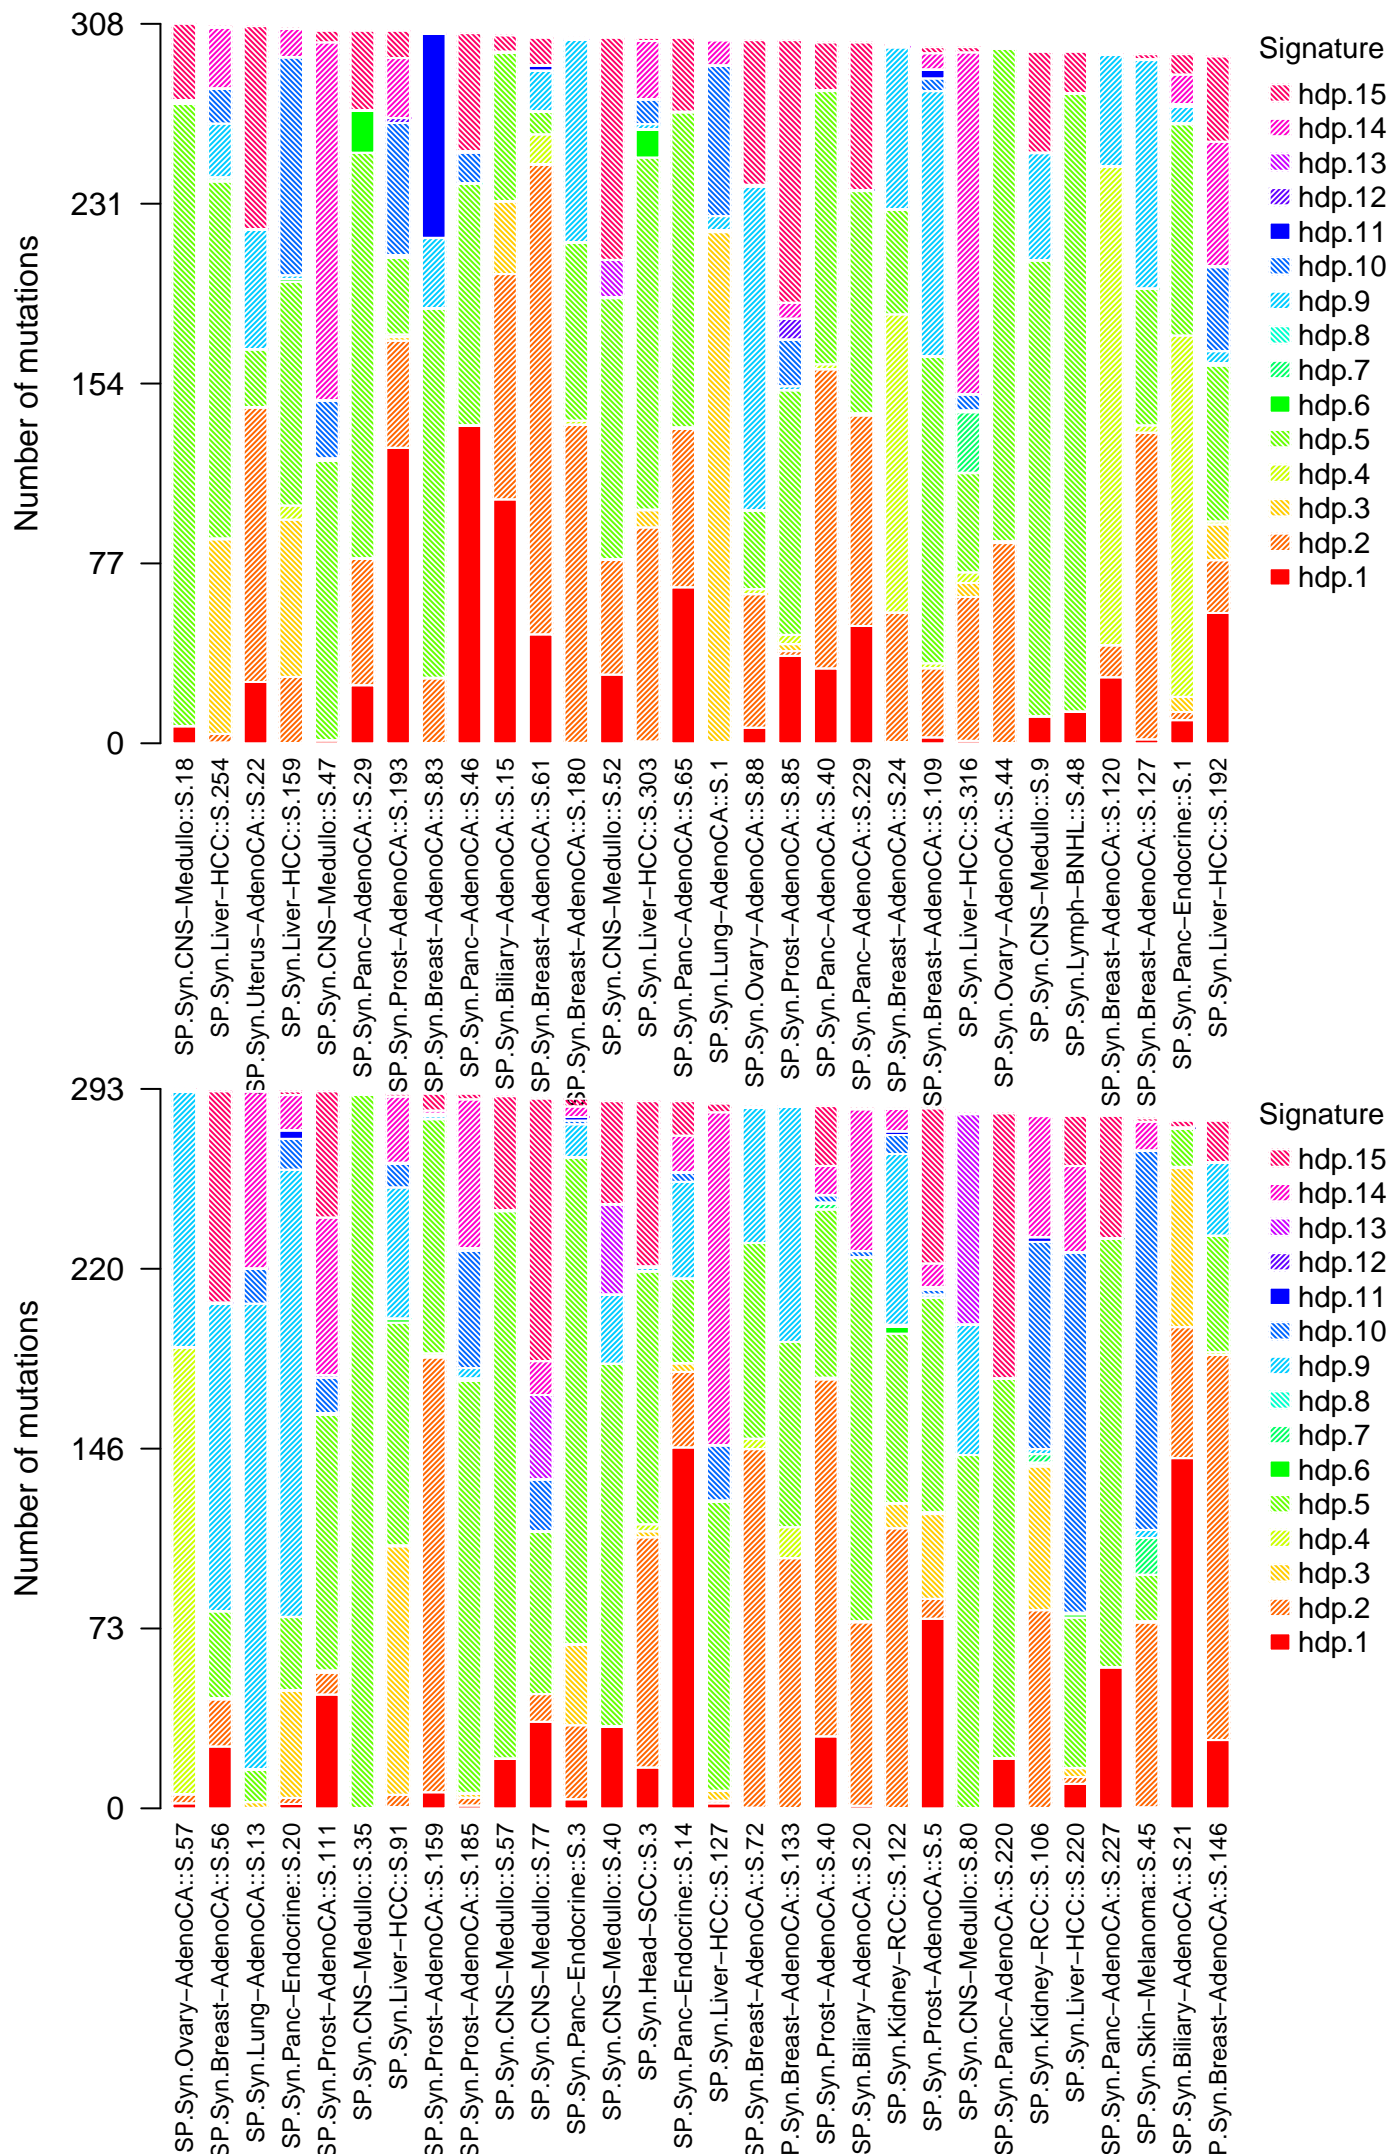 Number of mutations
308
231
154
77
0
Signature
hdp.15
hdp.14
hdp.13
hdp.12
hdp.11
hdp.10
hdp.9
hdp.8
hdp.7
hdp.6
hdp.5
hdp.4
hdp.3
hdp.2
hdp.1
SP.Syn.CNS−Medullo::S.18
SP.Syn.Liver−HCC::S.254
SP.Syn.Uterus−AdenoCA::S.22
SP.Syn.Liver−HCC::S.159
SP.Syn.CNS−Medullo::S.47
SP.Syn.Panc−AdenoCA::S.29
SP.Syn.Prost−AdenoCA::S.193
SP.Syn.Breast−AdenoCA::S.83
SP.Syn.Panc−AdenoCA::S.46
SP.Syn.Biliary−AdenoCA::S.15
SP.Syn.Breast−AdenoCA::S.61
SP.Syn.Breast−AdenoCA::S.180
SP.Syn.CNS−Medullo::S.52
SP.Syn.Liver−HCC::S.303
SP.Syn.Panc−AdenoCA::S.65
SP.Syn.Lung−AdenoCA::S.1
SP.Syn.Ovary−AdenoCA::S.88
SP.Syn.Prost−AdenoCA::S.85
SP.Syn.Panc−AdenoCA::S.40
SP.Syn.Panc−AdenoCA::S.229
SP.Syn.Breast−AdenoCA::S.24
SP.Syn.Breast−AdenoCA::S.109
SP.Syn.Liver−HCC::S.316
SP.Syn.Ovary−AdenoCA::S.44
SP.Syn.CNS−Medullo::S.9
SP.Syn.Lymph−BNHL::S.48
SP.Syn.Breast−AdenoCA::S.120
SP.Syn.Breast−AdenoCA::S.127
SP.Syn.Panc−Endocrine::S.1
SP.Syn.Liver−HCC::S.192
Number of mutations
293
220
146
73
0
Signature
hdp.15
hdp.14
hdp.13
hdp.12
hdp.11
hdp.10
hdp.9
hdp.8
hdp.7
hdp.6
hdp.5
hdp.4
hdp.3
hdp.2
hdp.1
SP.Syn.Ovary−AdenoCA::S.57
SP.Syn.Breast−AdenoCA::S.56
SP.Syn.Lung−AdenoCA::S.13
SP.Syn.Panc−Endocrine::S.20
SP.Syn.Prost−AdenoCA::S.111
SP.Syn.CNS−Medullo::S.35
SP.Syn.Liver−HCC::S.91
SP.Syn.Prost−AdenoCA::S.159
SP.Syn.Prost−AdenoCA::S.185
SP.Syn.CNS−Medullo::S.57
SP.Syn.CNS−Medullo::S.77
SP.Syn.Panc−Endocrine::S.3
SP.Syn.CNS−Medullo::S.40
SP.Syn.Head−SCC::S.3
SP.Syn.Panc−Endocrine::S.14
SP.Syn.Liver−HCC::S.127
SP.Syn.Breast−AdenoCA::S.72
SP.Syn.Breast−AdenoCA::S.133
SP.Syn.Prost−AdenoCA::S.40
SP.Syn.Biliary−AdenoCA::S.20
SP.Syn.Kidney−RCC::S.122
SP.Syn.Prost−AdenoCA::S.5
SP.Syn.CNS−Medullo::S.80
SP.Syn.Panc−AdenoCA::S.220
SP.Syn.Kidney−RCC::S.106
SP.Syn.Liver−HCC::S.220
SP.Syn.Panc−AdenoCA::S.227
SP.Syn.Skin−Melanoma::S.45
SP.Syn.Biliary−AdenoCA::S.21
P.Syn.Breast−AdenoCA::S.146